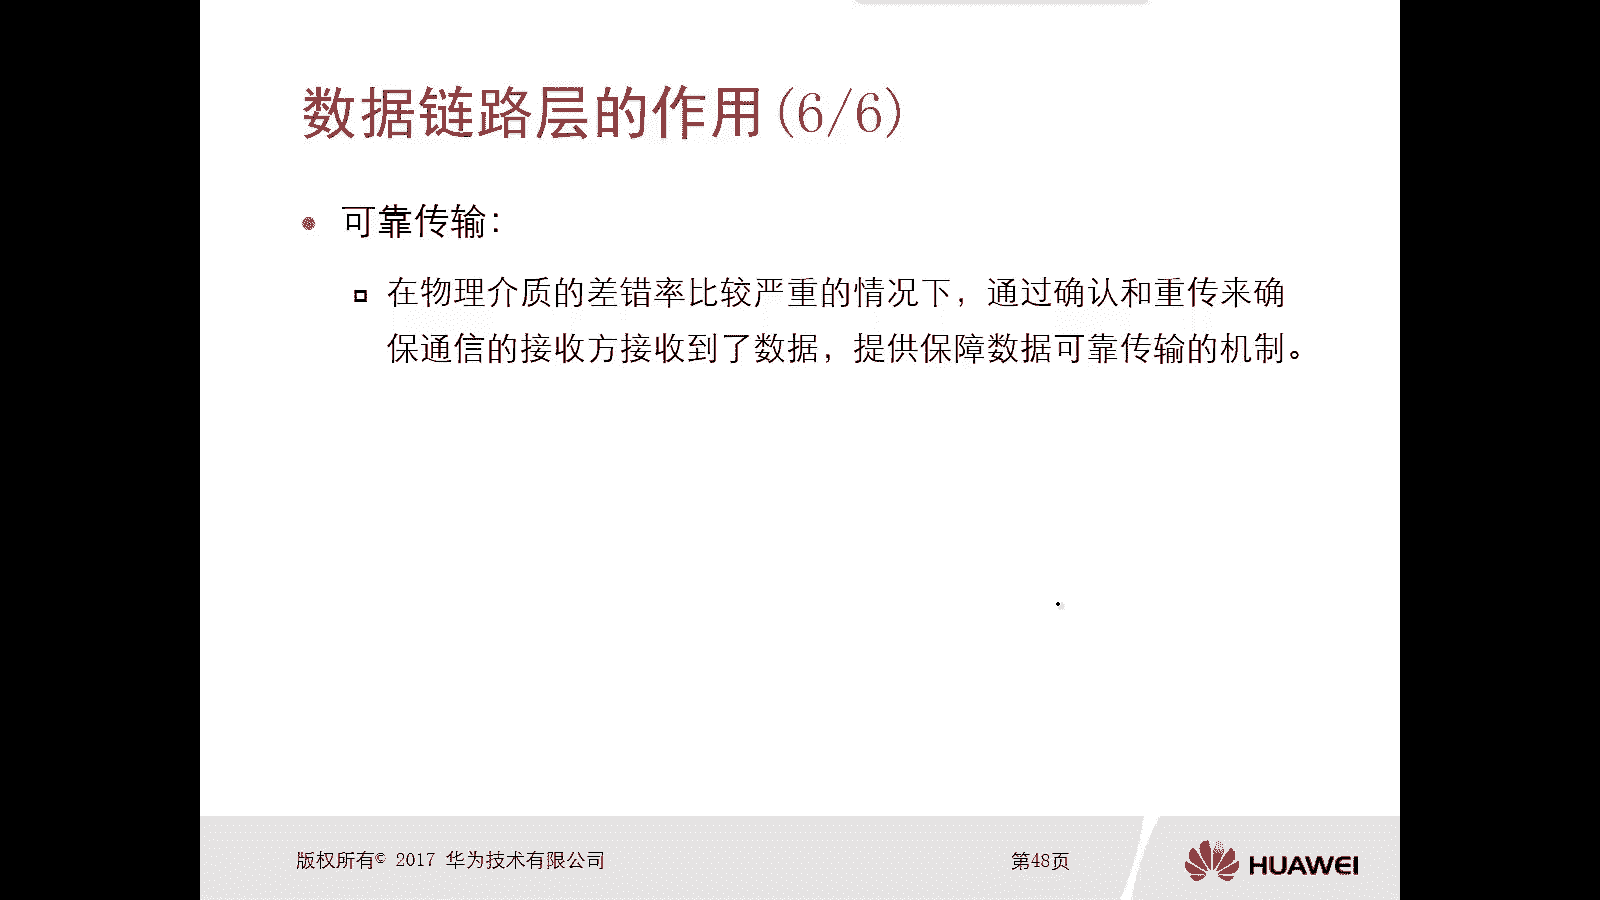 数据链路层的作用(6/6)
可靠传输：
在物理介质的差错率比较严重的情况下，通过确认和重传来确
保通信的接收方接收到了数据，提供保障数据可靠传输的机制。
版权所有© 2017 华为技术有限公司
第48页
HUAWEI